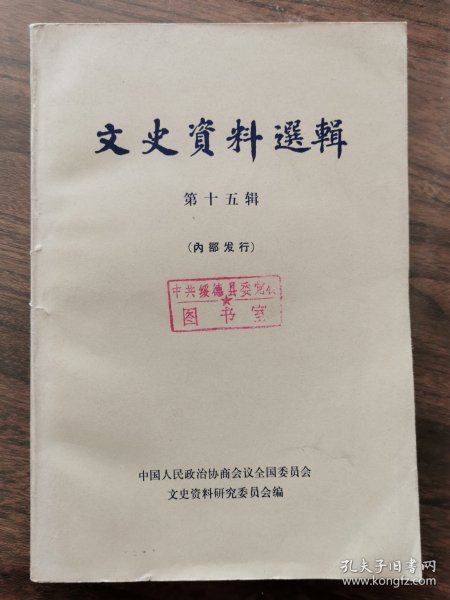 文史資料選輯
第十五辑
(内部发行)
中共绥德县委党校
图书室
中国人民政治协商会议全国委员会
文史资料研究委员会编
孔夫子旧书网
www.kongfz.com